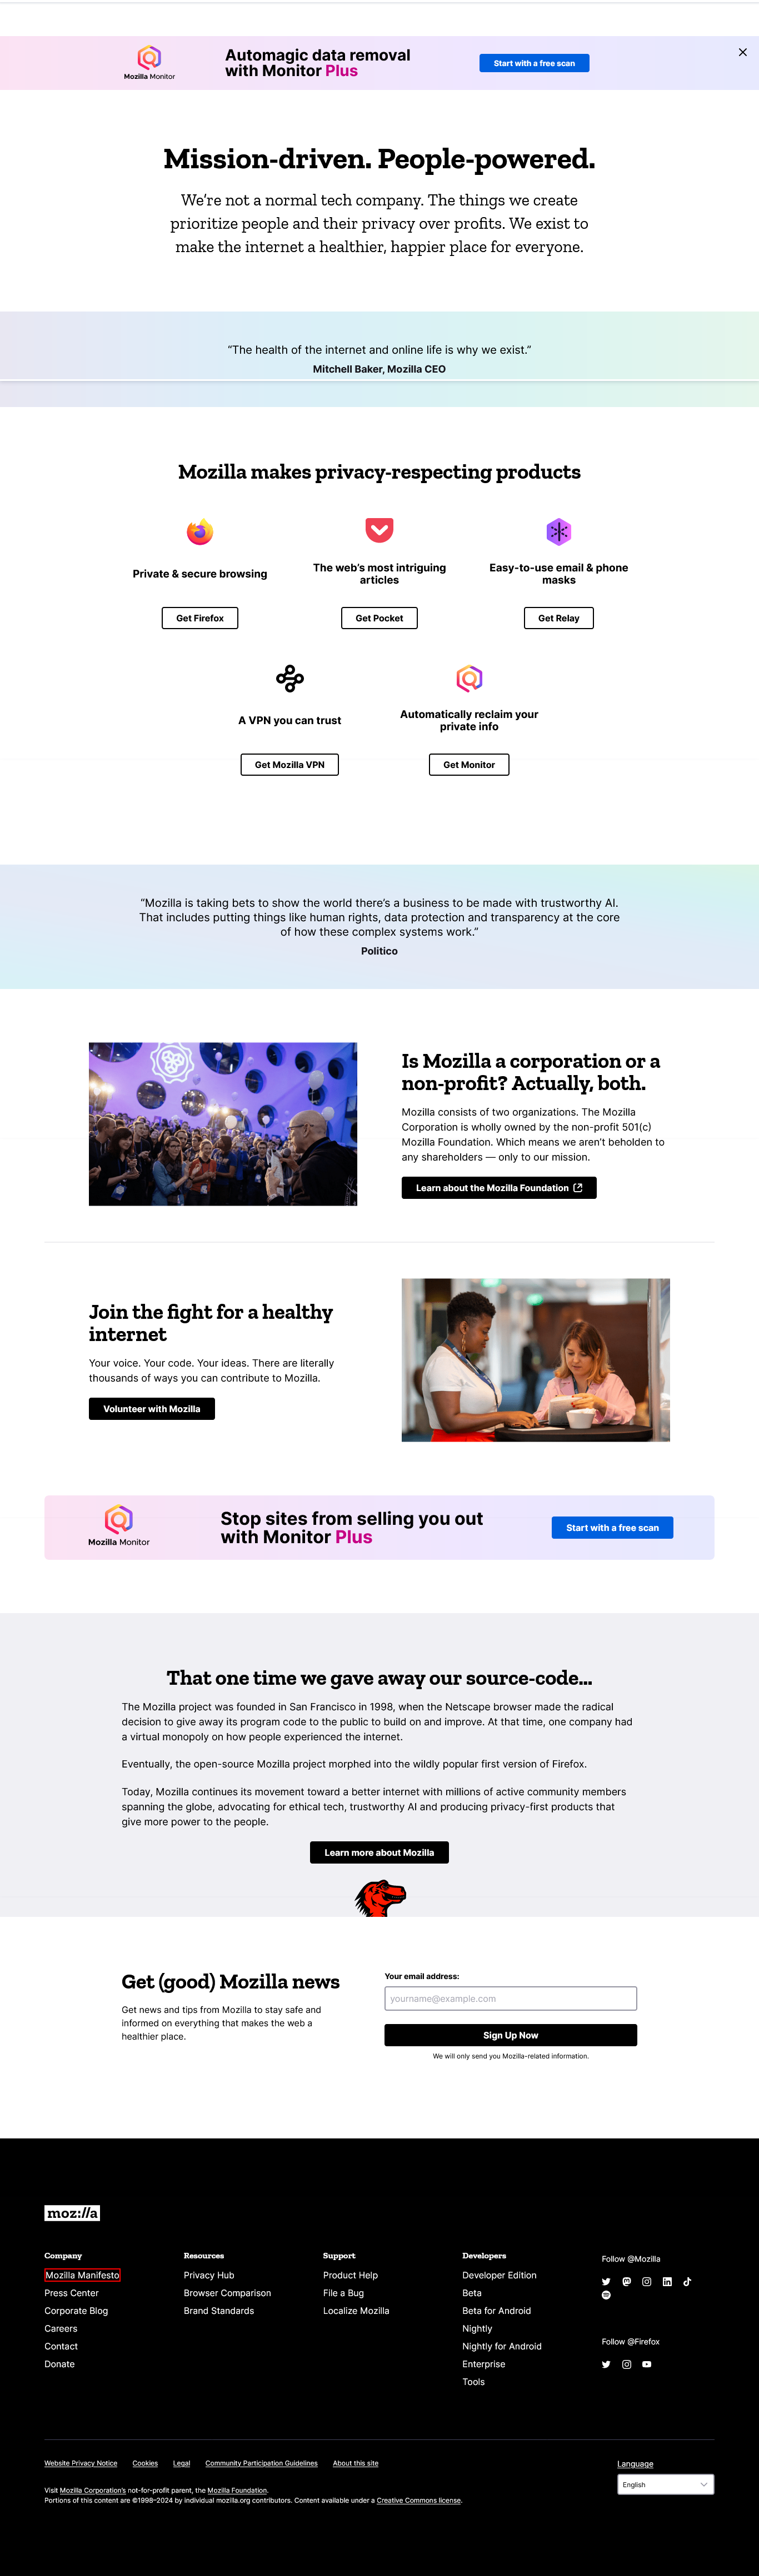 Mozilla Monitor
Automagic data removal
with Monitor Plus
Start with a free scan
Mission-driven. People-powered.
We’re not a normal tech company. The things we create
prioritize people and their privacy over profits. We exist to
make the internet a healthier, happier place for everyone.
“The health of the internet and online life is why we exist.”
Mitchell Baker, Mozilla CEO
Mozilla makes privacy-respecting products
Private & secure browsing
Get Firefox
The web’s most intriguing
articles
Get Pocket
Easy-to-use email & phone
masks
Get Relay
A VPN you can trust
Get Mozilla VPN
Automatically reclaim your
private info
Get Monitor
“Mozilla is taking bets to show the world there’s a business to be made with trustworthy AI.
That includes putting things like human rights, data protection and transparency at the core
of how these complex systems work.”
Politico
Is Mozilla a corporation or a
non-profit? Actually, both.
Mozilla consists of two organizations. The Mozilla
Corporation is wholly owned by the non-profit 501(c)
Mozilla Foundation. Which means we aren’t beholden to
any shareholders — only to our mission.
Learn about the Mozilla Foundation
Join the fight for a healthy
internet
Your voice. Your code. Your ideas. There are literally
thousands of ways you can contribute to Mozilla.
Volunteer with Mozilla
Mozilla Monitor
Stop sites from selling you out
with Monitor Plus
Start with a free scan
That one time we gave away our source-code…
The Mozilla project was founded in San Francisco in 1998, when the Netscape browser made the radical
decision to give away its program code to the public to build on and improve. At that time, one company had
a virtual monopoly on how people experienced the internet.
Eventually, the open-source Mozilla project morphed into the wildly popular first version of Firefox.
Today, Mozilla continues its movement toward a better internet with millions of active community members
spanning the globe, advocating for ethical tech, trustworthy AI and producing privacy-first products that
give more power to the people.
Learn more about Mozilla
Get (good) Mozilla news
Get news and tips from Mozilla to stay safe and
informed on everything that makes the web a
healthier place.
Your email address:
yourname@example.com
Sign Up Now
We will only send you Mozilla-related information.
moz://a
Company
Mozilla Manifesto
Press Center
Corporate Blog
Careers
Contact
Donate
Resources
Privacy Hub
Browser Comparison
Brand Standards
Support
Product Help
File a Bug
Localize Mozilla
Developers
Developer Edition
Beta
Beta for Android
Nightly
Nightly for Android
Enterprise
Tools
Follow @Mozilla
Follow @Firefox
Website Privacy Notice
Cookies
Legal
Community Participation Guidelines
About this site
Visit Mozilla Corporation’s not-for-profit parent, the Mozilla Foundation.
Portions of this content are ©1998–2024 by individual mozilla.org contributors. Content available under a Creative Commons license.
Language
English